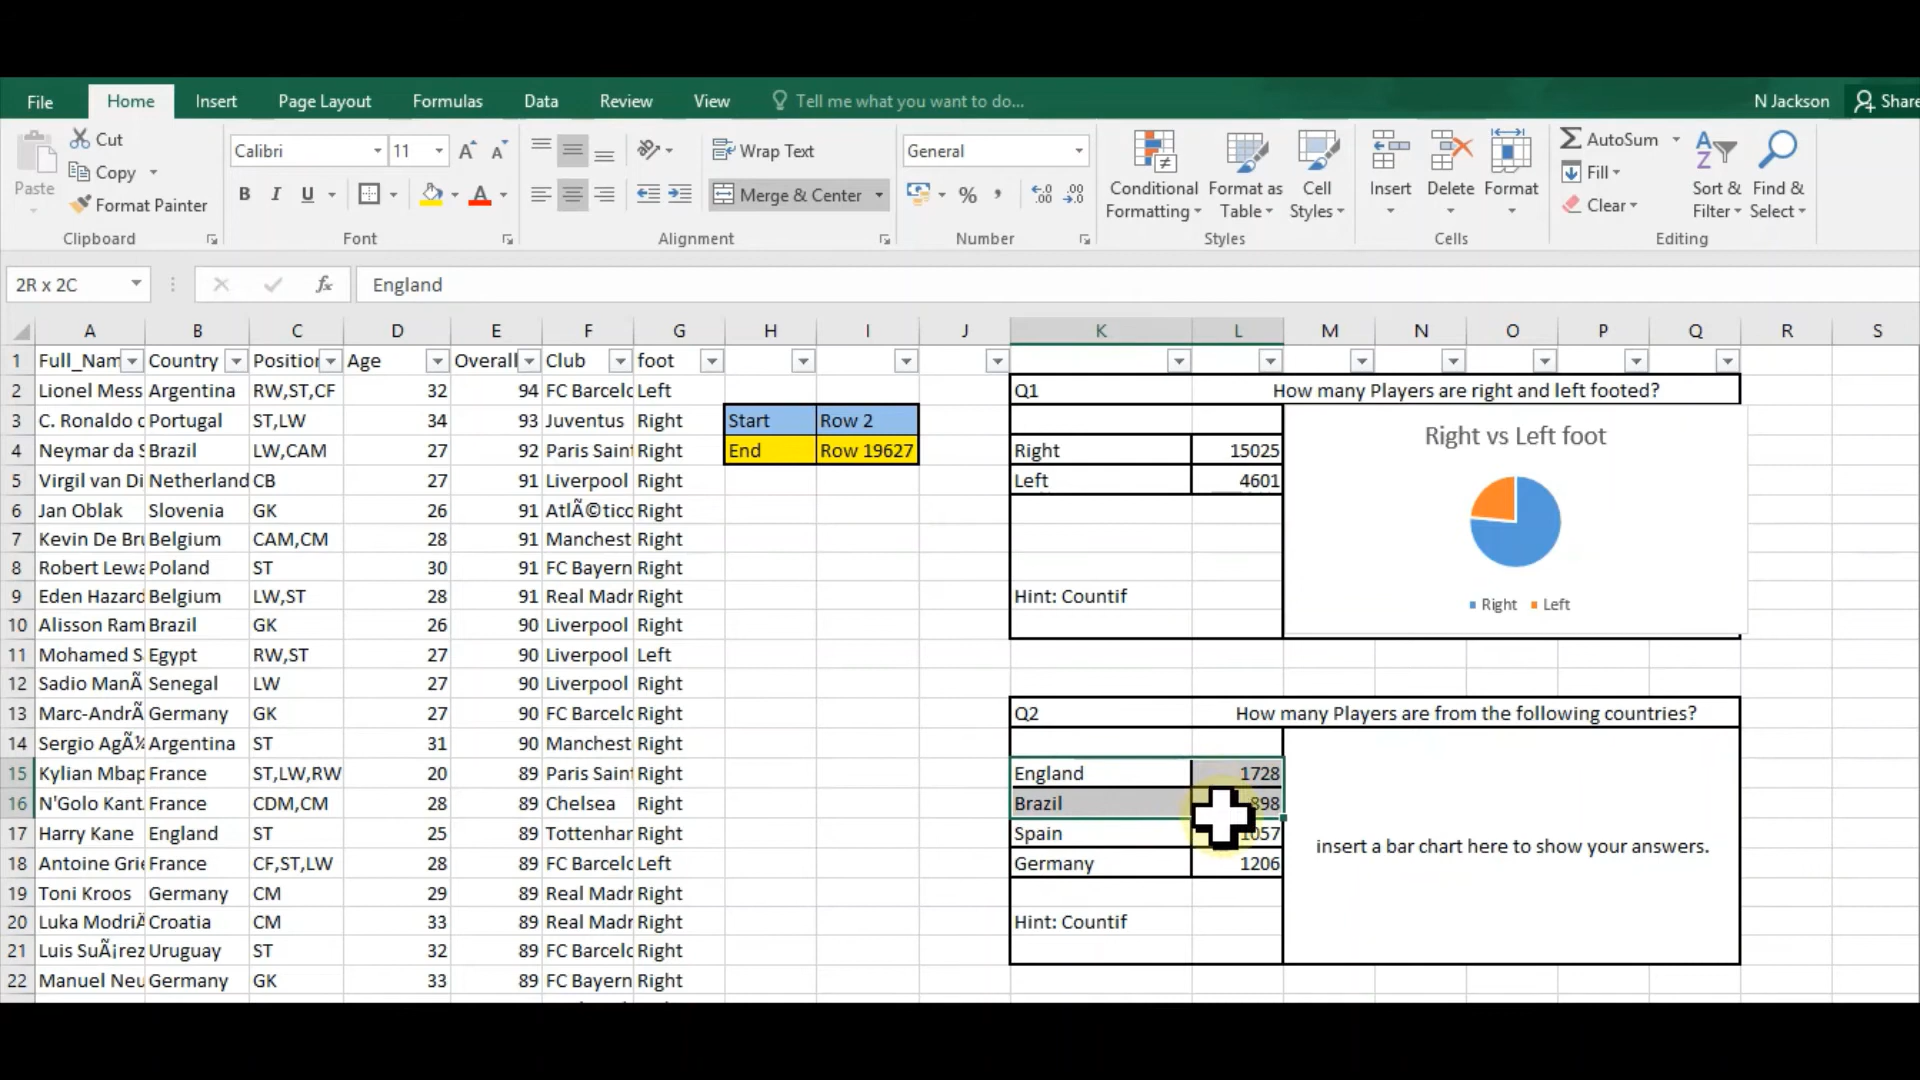 File Home Insert Page Layout Formulas Data Review View Tell me what you want to do... N Jackson Share
Paste Cut Copy Format Painter Clipboard
Calibri 11 B I U A Font
Wrap Text Merge & Center Alignment
General % , .00 .00 Number
Conditional Formatting Format as Table Cell Styles Styles
Insert Delete Format Cells
AutoSum Fill Clear Sort & Filter Find & Select Editing
2R x 2C fx England
A B C D E F G H I J K L M N O P Q R S
1 Full_Nam Country Position Age Overall Club foot
2 Lionel Mess Argentina RW,ST,CF 32 94 FC Barcelo Left Q1 How many Players are right and left footed?
3 C. Ronaldo d Portugal ST,LW 34 93 Juventus Right Start Row 2
4 Neymar da S Brazil LW,CAM 27 92 Paris Saint Right End Row 19627 Right 15025
5 Virgil van Di Netherland CB 27 91 Liverpool Right Left 4601
6 Jan Oblak Slovenia GK 26 91 AtlÃ©tico Right
7 Kevin De Bru Belgium CAM,CM 28 91 Manchest Right
8 Robert Lewa Poland ST 30 91 FC Bayern Right
9 Eden Hazard Belgium LW,ST 28 91 Real Madr Right Hint: Countif
10 Alisson Ram Brazil GK 26 90 Liverpool Right
11 Mohamed S Egypt RW,ST 27 90 Liverpool Left
12 Sadio ManÃ Senegal LW 27 90 Liverpool Right
13 Marc-AndrÃ Germany GK 27 90 FC Barcelo Right Q2 How many Players are from the following countries?
14 Sergio AgÃ¼ Argentina ST 31 90 Manchest Right
15 Kylian Mbap France ST,LW,RW 20 89 Paris Saint Right England 1728
16 N'Golo Kant France CDM,CM 28 89 Chelsea Right Brazil 898
17 Harry Kane England ST 25 89 Tottenhar Right Spain 1057
18 Antoine Grie France CF,ST,LW 28 89 FC Barcelo Left Germany 1206
19 Toni Kroos Germany CM 29 89 Real Madr Right
20 Luka ModriÄ Croatia CM 33 89 Real Madr Right Hint: Countif
21 Luis SuÃ¡rez Uruguay ST 32 89 FC Barcelo Right
22 Manuel Neu Germany GK 33 89 FC Bayern Right
Right vs Left foot
Right Left
insert a bar chart here to show your answers.